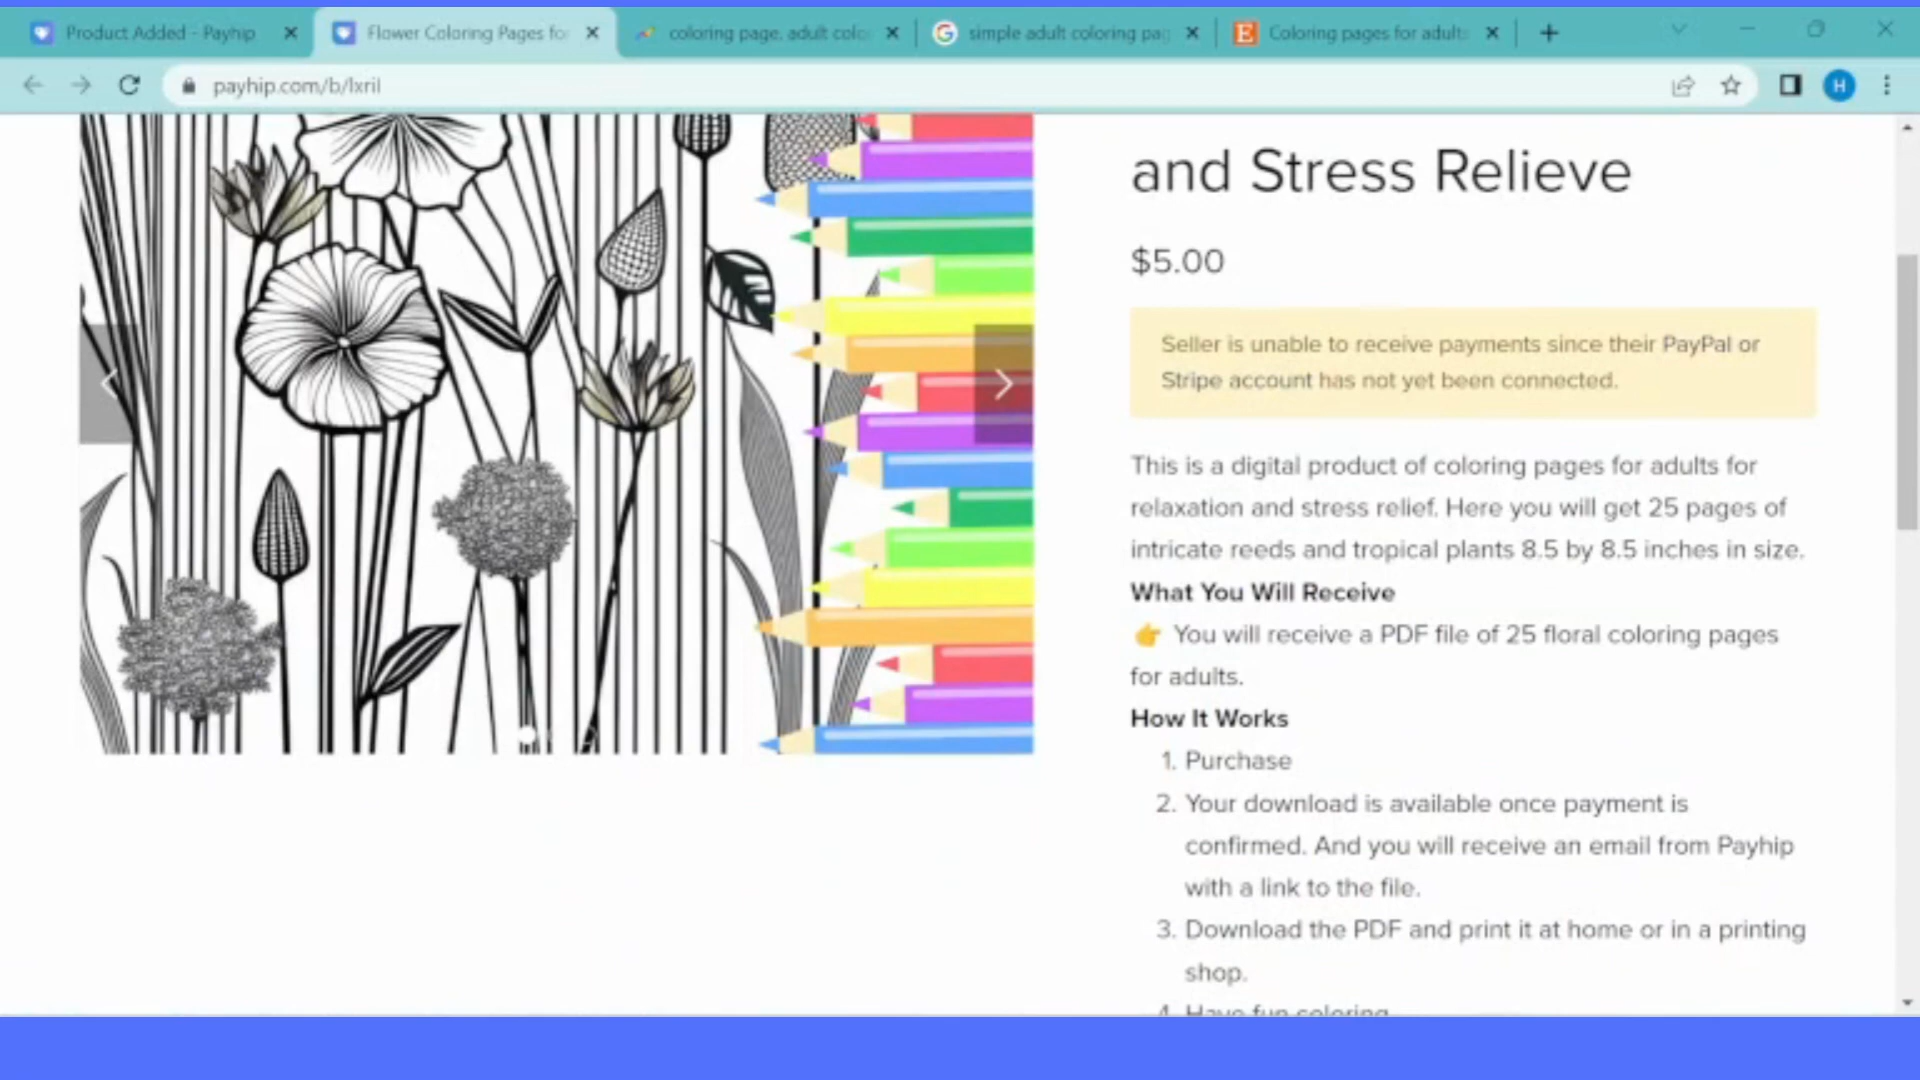 Product Added - Payhip
Flower Coloring Pages fo
coloring page, adult colo
simple adult coloring pag
Coloring pages for adult
payhip.com/b/lxril
H
and Stress Relieve
$5.00
Seller is unable to receive payments since their PayPal or
Stripe account has not yet been connected.
This is a digital product of coloring pages for adults for
relaxation and stress relief. Here you will get 25 pages of
intricate reeds and tropical plants 8.5 by 8.5 inches in size.
What You Will Receive
👉 You will receive a PDF file of 25 floral coloring pages
for adults.
How It Works
1. Purchase
2. Your download is available once payment is
confirmed. And you will receive an email from Payhip
with a link to the file.
3. Download the PDF and print it at home or in a printing
shop.
4. Have fun coloring